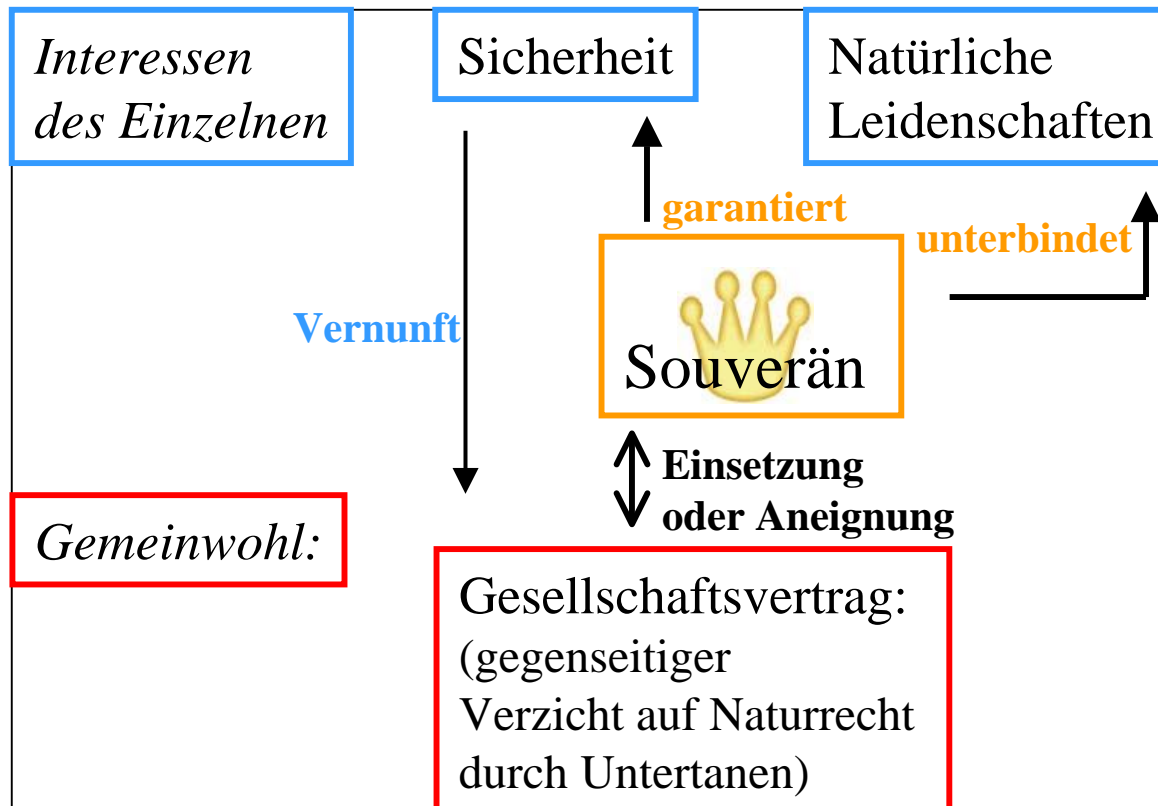 Interessen
des Einzelnen
Sicherheit
Natürliche
Leidenschaften
garantiert
unterbindet
Vernunft
Souverän
Einsetzung
oder Aneignung
Gemeinwohl:
Gesellschaftsvertrag:
(gegenseitiger
Verzicht auf Naturrecht
durch Untertanen)